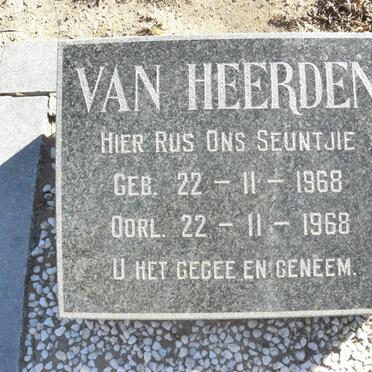 VAN HEERDEN
HIER RUS ONS SEUNTJIE
GEB. 22 - 11 - 1968
OORL. 22 - 11 - 1968
U HET GEGEE EN GENEEM.